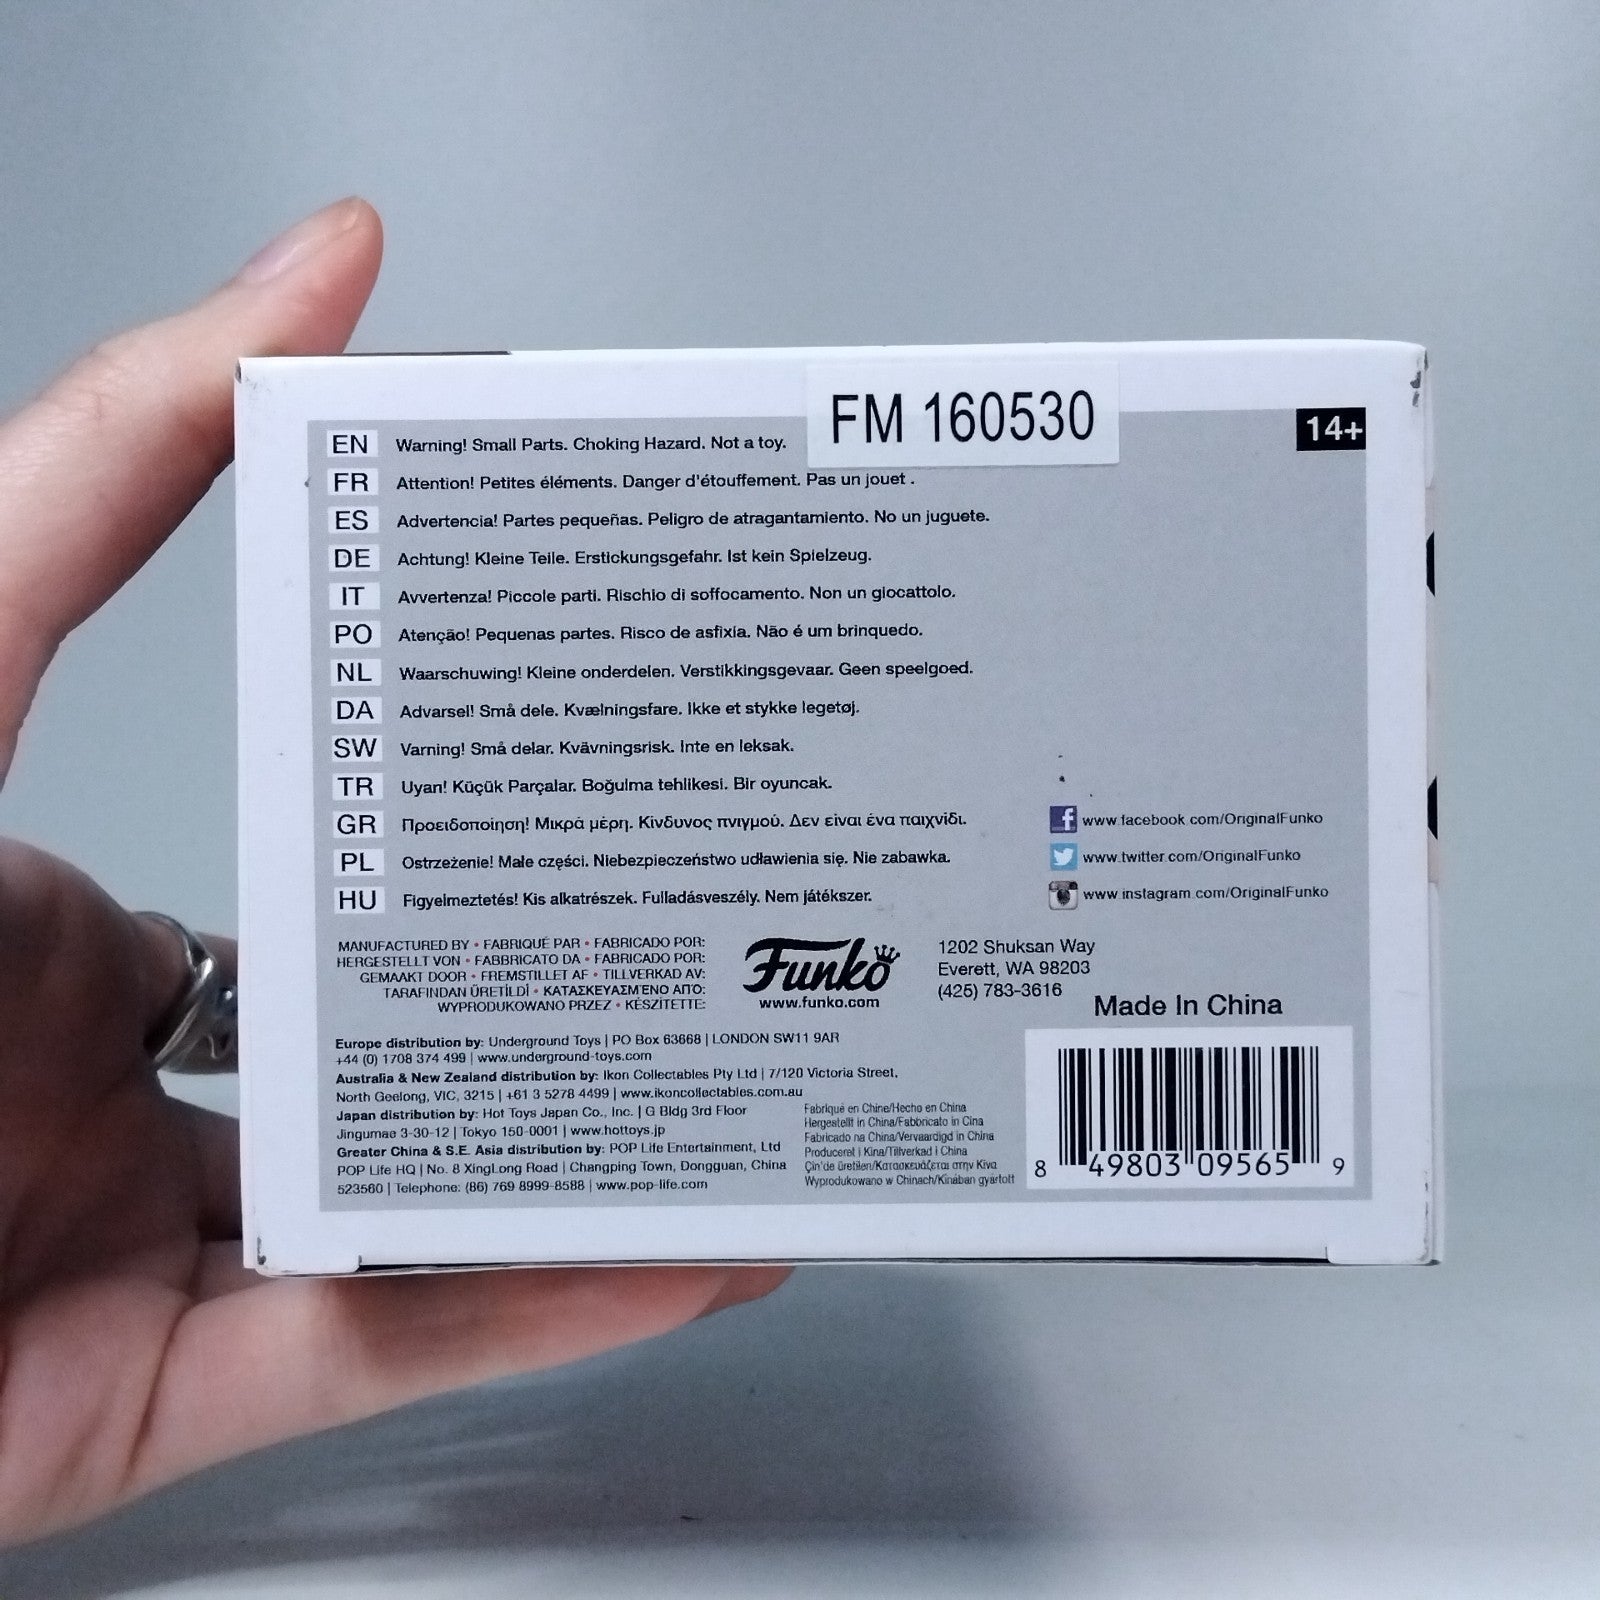 FM 160530
14+
EN Warning! Small Parts. Choking Hazard. Not a toy.
FR Attention! Petites éléments. Danger d'étouffement. Pas un jouet .
ES Advertencia! Partes pequeñas. Peligro de atragantamiento. No un juguete.
DE Achtung! Kleine Teile. Erstickungsgefahr. Ist kein Spielzeug.
IT Avvertenza! Piccole parti. Rischio di soffocamento. Non un giocattolo.
PO Atenção! Pequenas partes. Risco de asfixia. Não é um brinquedo.
NL Waarschuwing! Kleine onderdelen. Verstikkingsgevaar. Geen speelgoed.
DA Advarsel! Små dele. Kvælningsfare. Ikke et stykke legetøj.
SW Varning! Små delar. Kvävningsrisk. Inte en leksak.
TR Uyan! Küçük Parçalar. Boğulma tehlikesi. Bir oyuncak.
GR Προειδοποίηση! Μικρά μέρη. Κίνδυνος πνιγμού. Δεν είναι ένα παιχνίδι.
PL Ostrzeżenie! Małe części. Niebezpieczeństwo udławienia się. Nie zabawka.
HU Figyelmeztetés! Kis alkatrészek. Fulladásveszély. Nem játékszer.
www.facebook.com/OriginalFunko
www.twitter.com/OriginalFunko
www.instagram.com/OriginalFunko
MANUFACTURED BY • FABRIQUÉ PAR • FABRICADO POR:
HERGESTELLT VON • FABBRICATO DA • FABRICADO POR:
GEMAAKT DOOR • FREMSTILLET AF • TILLVERKAD AV:
TARAFINDAN ÜRETİLDİ • ΚΑΤΑΣΚΕΥΑΣΜΈΝΟ ΑΠΌ:
WYPRODUKOWANO PRZEZ • KÉSZÍTETTE:
Funko
www.funko.com
1202 Shuksan Way
Everett, WA 98203
(425) 783-3616
Made In China
Europe distribution by: Underground Toys | PO Box 63668 | LONDON SW11 9AR
+44 (0) 1708 374 499 | www.underground-toys.com
Australia & New Zealand distribution by: Ikon Collectables Pty Ltd | 7/120 Victoria Street,
North Geelong, VIC, 3215 | +61 3 5278 4499 | www.ikoncollectables.com.au
Japan distribution by: Hot Toys Japan Co., Inc. | G Bldg 3rd Floor
Jingumae 3-30-12 | Tokyo 150-0001 | www.hottoys.jp
Greater China & S.E. Asia distribution by: POP Life Entertainment, Ltd
POP Life HQ | No. 8 XingLong Road | Changping Town, Dongguan, China
523560 | Telephone: (86) 769 8999-8588 | www.pop-life.com
Fabriqué en Chine/Hecho en China
Hergestellt in China/Fabbricato in Cina
Fabricado na China/Vervaardigd in China
Produceret i Kina/Tillverkad i China
Çin'de üretilen/Κατασκευάζεται στην Κίνα
Wyprodukowano w Chinach/Kínában gyártott
8 49803 09565 9